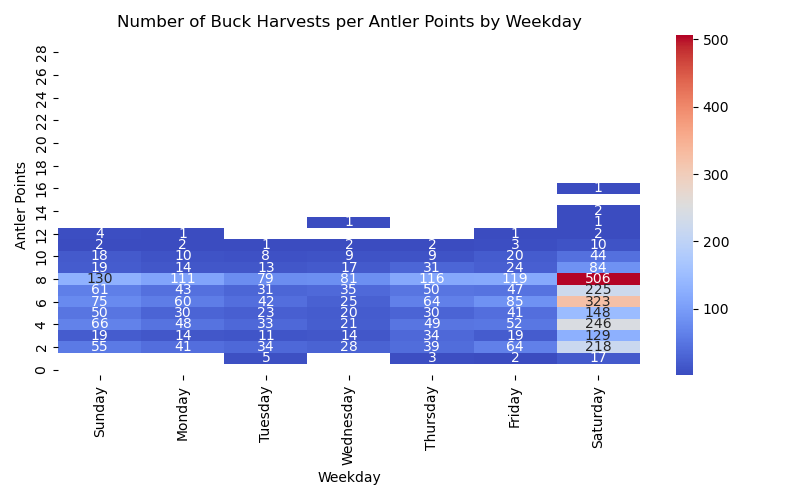 Number of Buck Harvests per Antler Points by Weekday
28
26
24
22
20
18
16
14
12
10
8
6
4
2
0
Antler Points
1
2
1 1
4 1 1 2
2 2 1 2 2 3 10
18 10 8 9 9 20 44
19 14 13 17 31 24 84
130 111 79 81 116 119 506
61 43 31 35 50 47 225
75 60 42 25 64 85 323
50 30 23 20 30 41 148
66 48 33 21 49 52 246
19 14 11 14 34 19 129
55 41 34 28 39 64 218
5 3 2 17
Sunday Monday Tuesday Wednesday Thursday Friday Saturday
Weekday
500
400
300
200
100